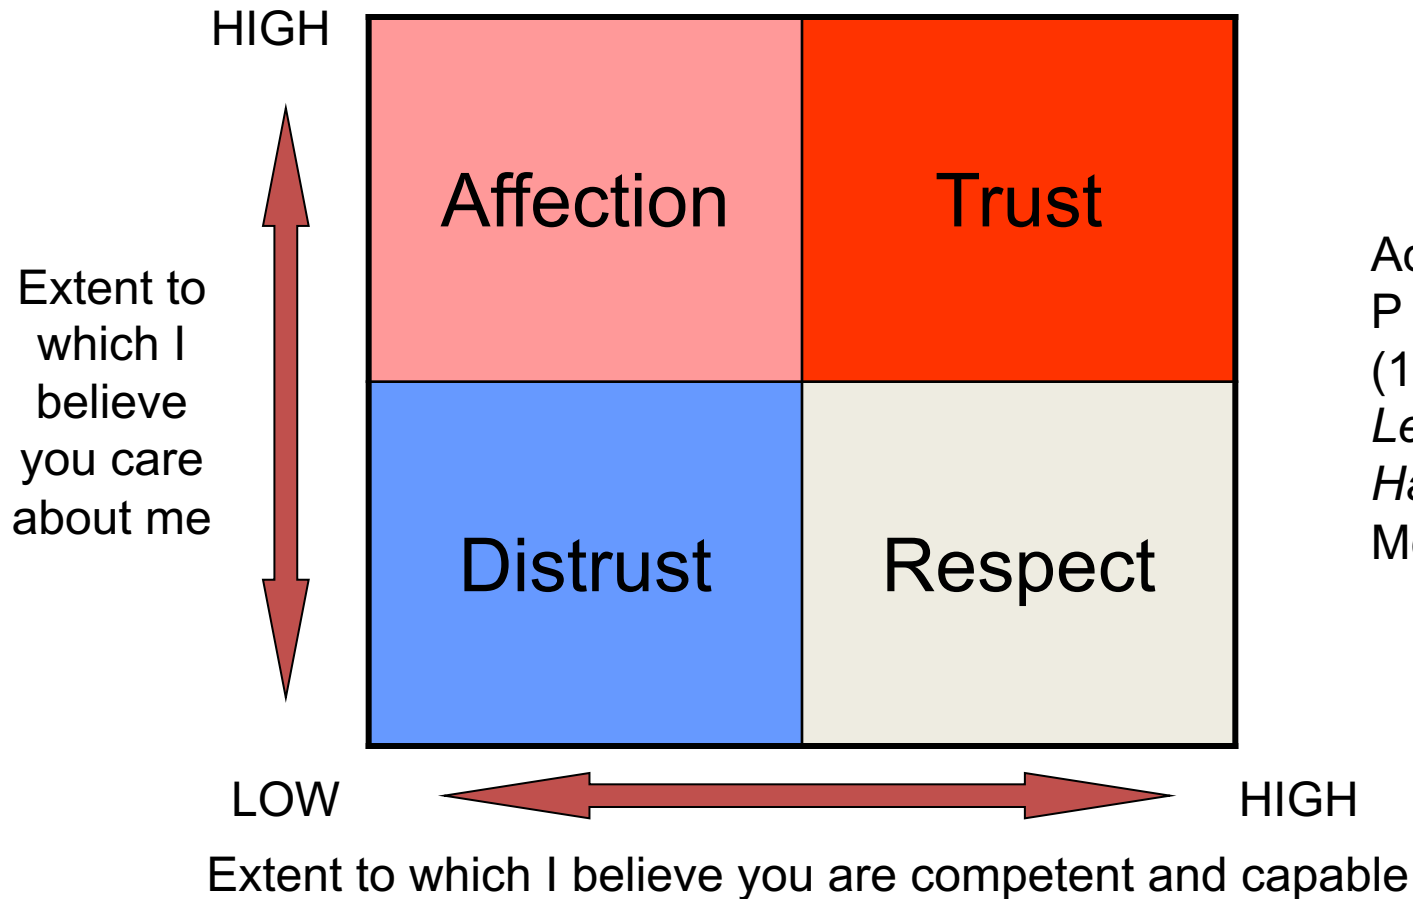 HIGH
Affection
Trust
Extent to
which I
believe
you care
about me
Distrust
Respect
LOW
HIGH
Extent to which I believe you are competent and capable
P
(1